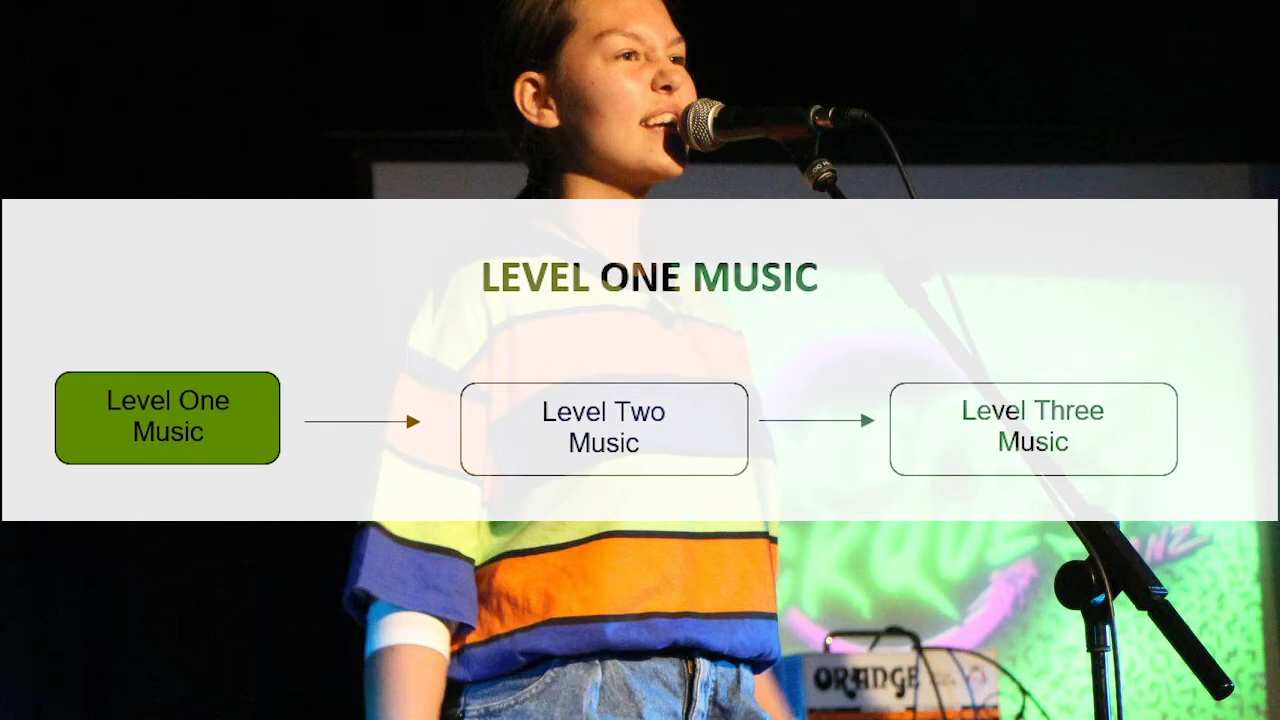 LEVEL ONE MUSIC
Level One
Music
Level Two
Music
Level Three
Music
ORANGE